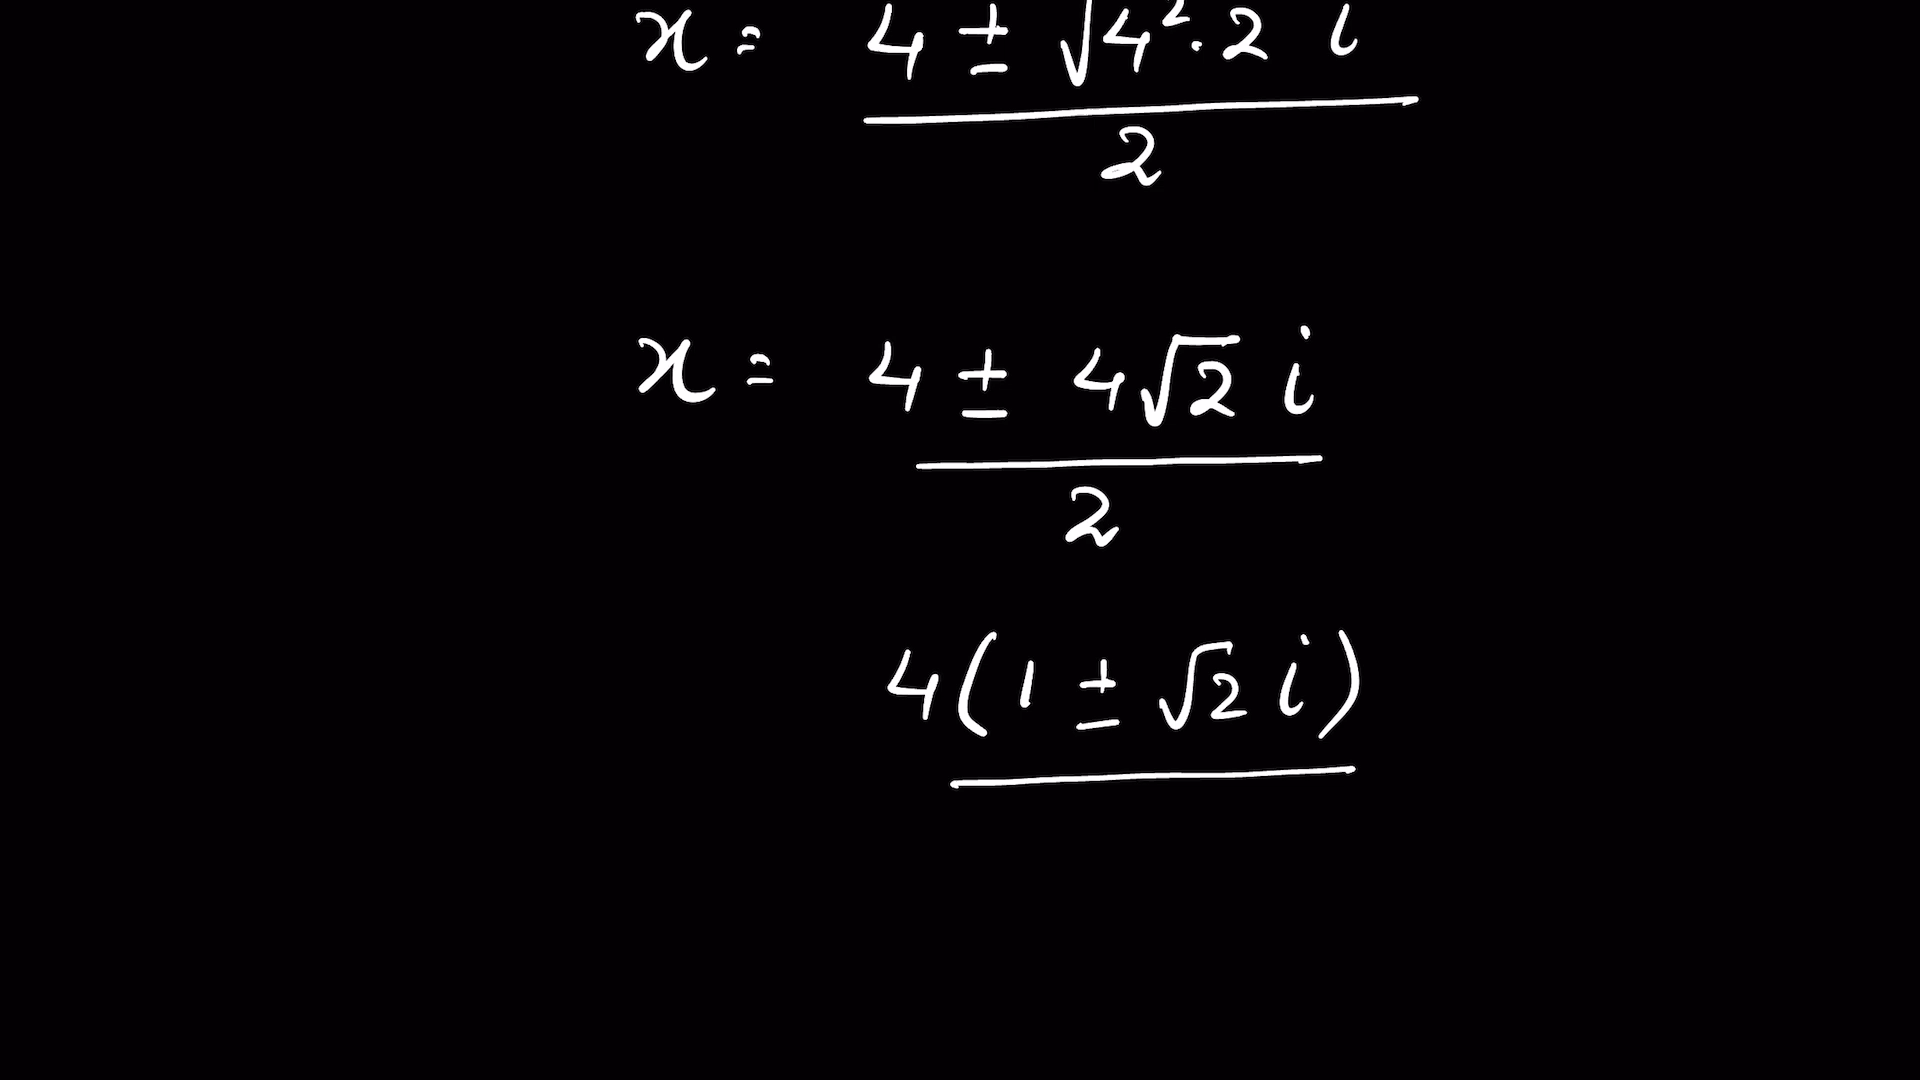 x = 4 ± √4².2 i
2
x = 4 ± 4√2 i
2
4(1 ± √2 i)